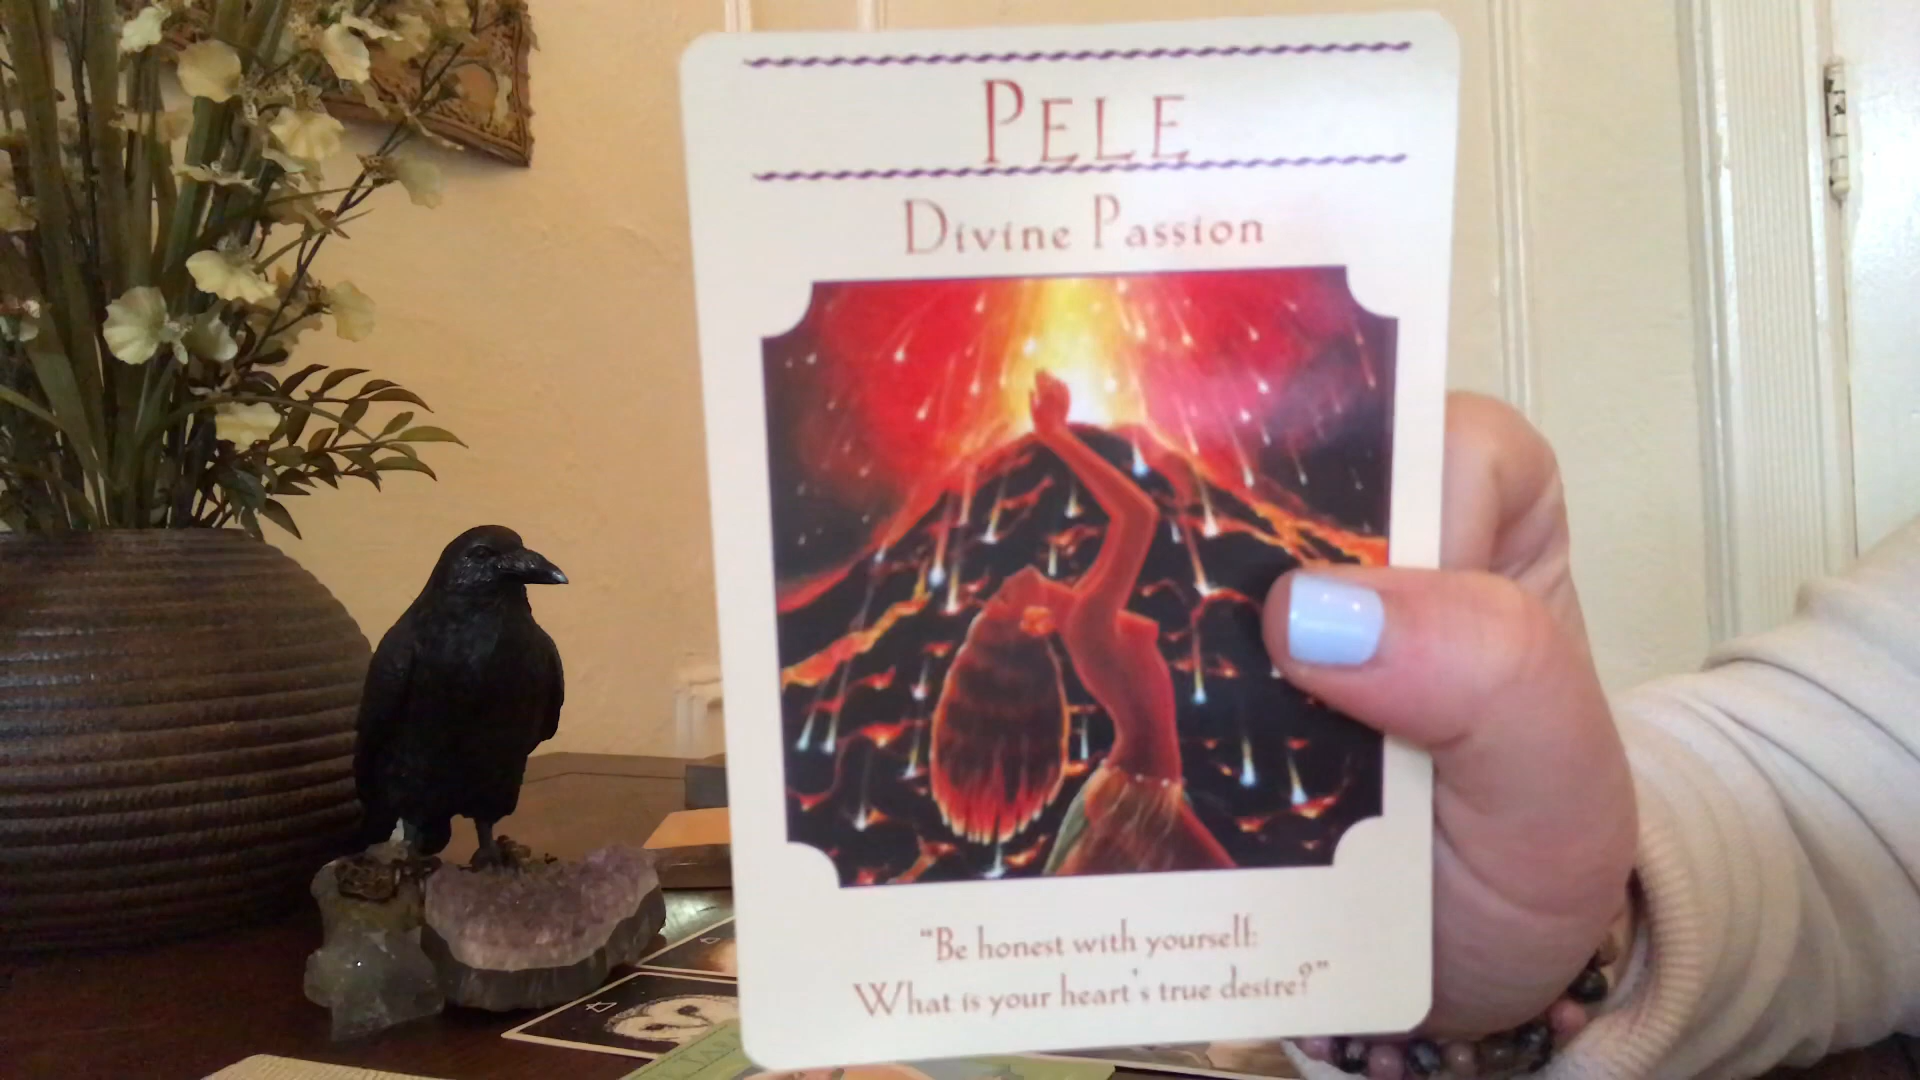 PELE
Divine Passion
"Be honest with yourself:
What is your heart's true desire?"